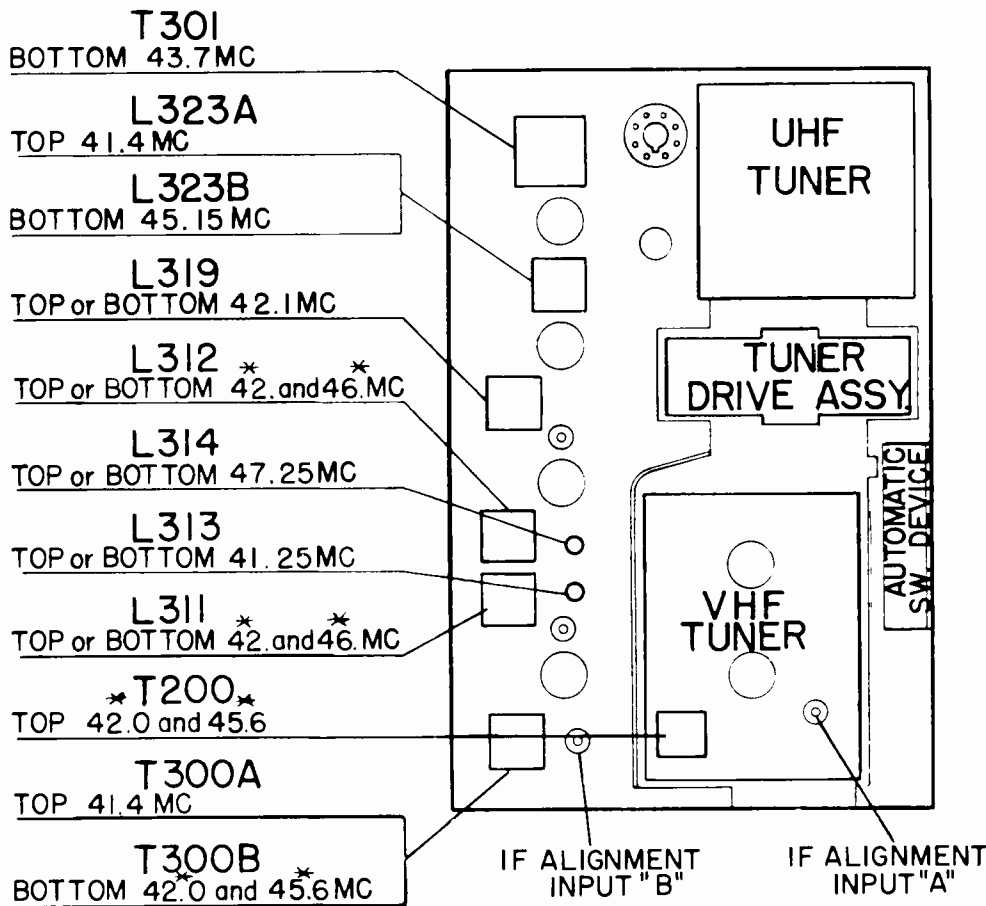 T301
BOTTOM 43.7MC
L323A
TOP 41.4MC
L323B
BOTTOM 45.15MC
L319
TOP or BOTTOM 42.1MC
L312
TOP or BOTTOM 42.* and 46.* MC
L314
TOP or BOTTOM 47.25MC
L313
TOP or BOTTOM 41.25MC
L311
TOP or BOTTOM 42.* and 46.* MC
*T200*
TOP 42.0 and 45.6
T300A
TOP 41.4 MC
T300B
BOTTOM 42.*0 and 45.*6 MC
UHF
TUNER
TUNER
DRIVE ASSY.
AUTOMATIC
SW. DEVICE
VHF
TUNER
IF ALIGNMENT
INPUT "B"
IF ALIGNMENT
INPUT "A"